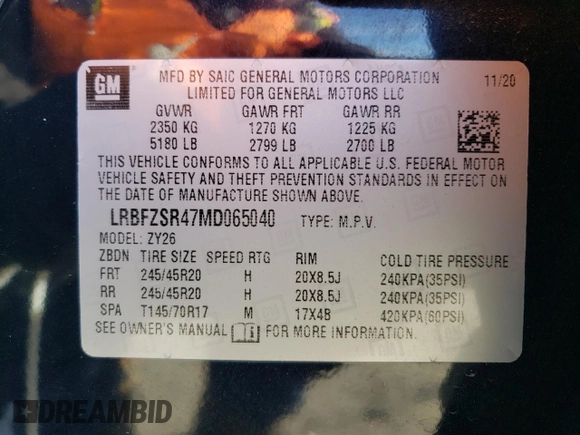 GM
MFD BY SAIC GENERAL MOTORS CORPORATION 11/20
LIMITED FOR GENERAL MOTORS LLC
GVWR GAWR FRT GAWR RR
2350 KG 1270 KG 1225 KG
5180 LB 2799 LB 2700 LB
THIS VEHICLE CONFORMS TO ALL APPLICABLE U.S. FEDERAL MOTOR
VEHICLE SAFETY AND THEFT PREVENTION STANDARDS IN EFFECT ON
THE DATE OF MANUFACTURE SHOWN ABOVE.
LRBFZSR47MD065040 TYPE: M.P.V.
MODEL: ZY26
ZBDN TIRE SIZE SPEED RTG RIM COLD TIRE PRESSURE
FRT 245/45R20 H 20X8.5J 240KPA(35PSI)
RR 245/45R20 H 20X8.5J 240KPA(35PSI)
SPA T145/70R17 M 17X4B 420KPA(60PSI)
SEE OWNER'S MANUAL FOR MORE INFORMATION.
DREAMBID